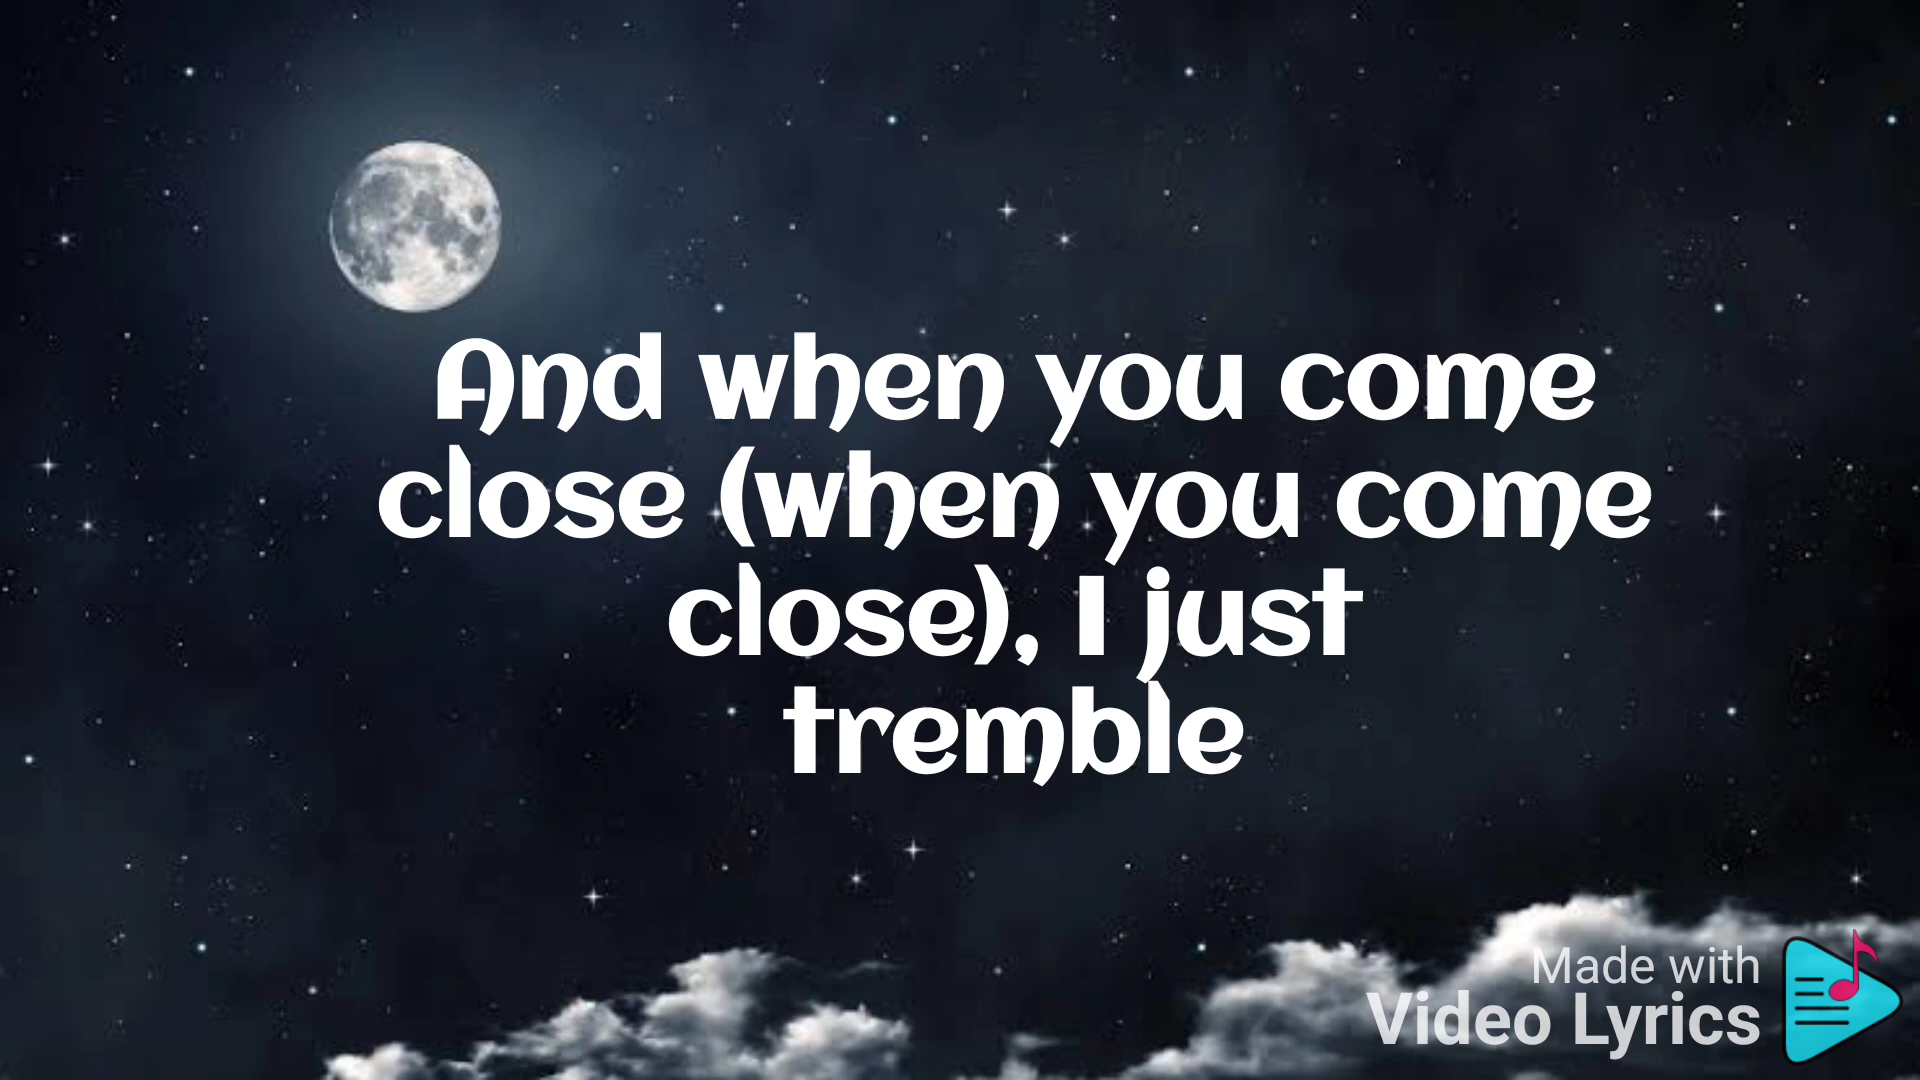 And when you come
close (when you come
close), I just
tremble
Made with
Video Lyrics